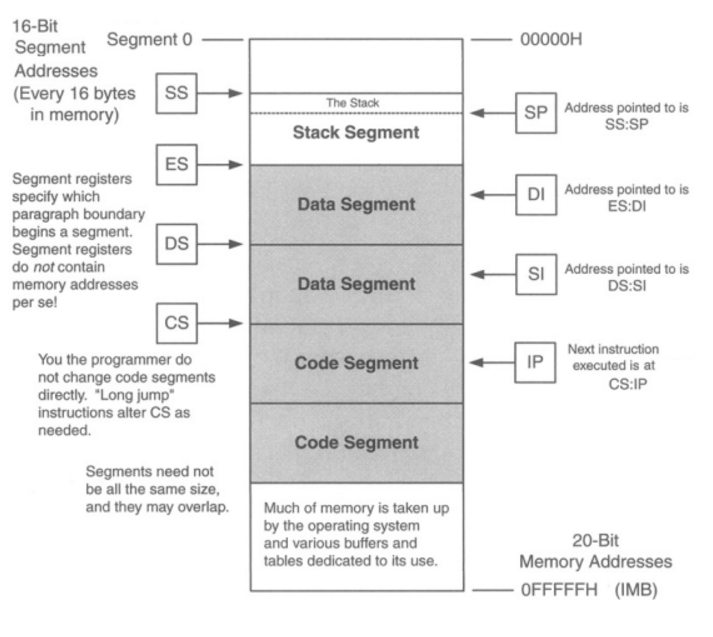 16-Bit
Segment
Addresses
(Every 16 bytes
in memory)
Segment 0
00000H
SS
The Stack
Stack Segment
SP
Address pointed to is
SS:SP
ES
Segment registers
specify which
paragraph boundary
begins a segment.
Segment registers
do not contain
memory addresses
per se!
Data Segment
DI
Address pointed to is
ES:DI
DS
Data Segment
SI
Address pointed to is
DS:SI
CS
You the programmer do
not change code segments
directly. "Long jump"
instructions alter CS as
needed.
Code Segment
IP
Next instruction
executed is at
CS:IP
Code Segment
Segments need not
be all the same size,
and they may overlap.
Much of memory is taken up
by the operating system
and various buffers and
tables dedicated to its use.
20-Bit
Memory Addresses
0FFFFFH (IMB)